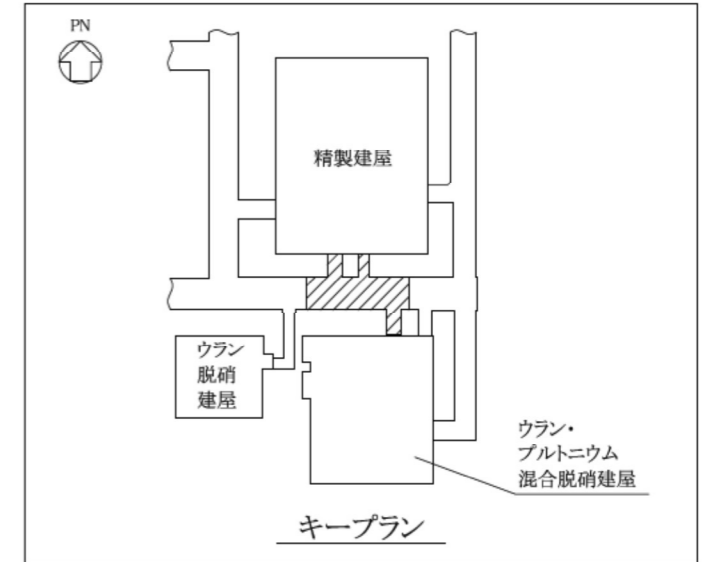 PN
精製建屋
ウラン
脱硝
建屋
ウラン・
プルトニウム
混合脱硝建屋
キープラン